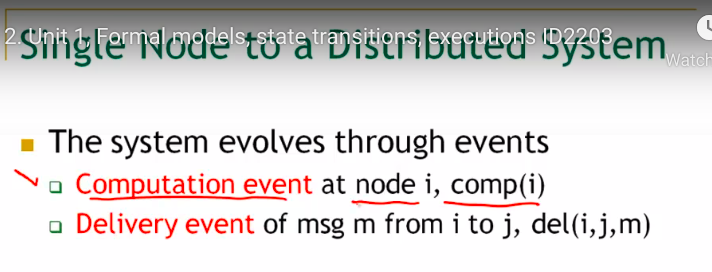 2. Unit 1, Formal models, state transitions, executions ID2203
Single Node to a Distributed System
Watch
The system evolves through events
Computation event at node i, comp(i)
Delivery event of msg m from i to j, del(i,j,m)